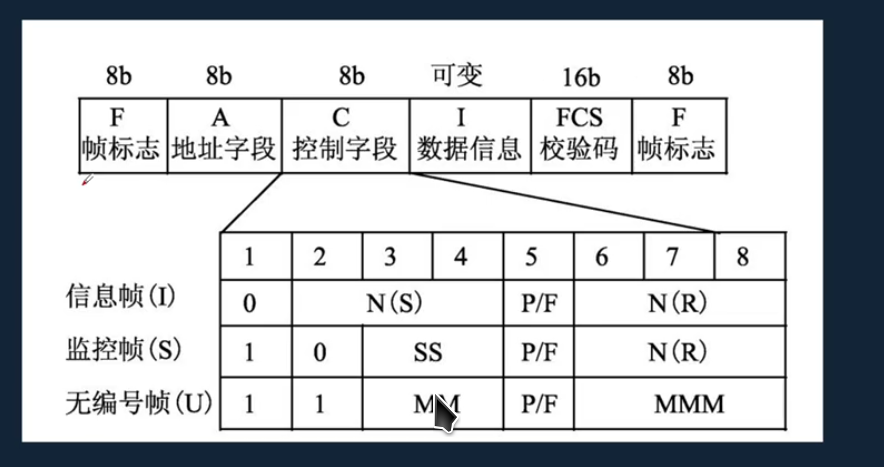 8b 8b 8b 可变 16b 8b
F A C I FCS F
帧标志 地址字段 控制字段 数据信息 校验码 帧标志
1 2 3 4 5 6 7 8
信息帧(I) 0 N(S) P/F N(R)
监控帧(S) 1 0 SS P/F N(R)
无编号帧(U) 1 1 MM P/F MMM